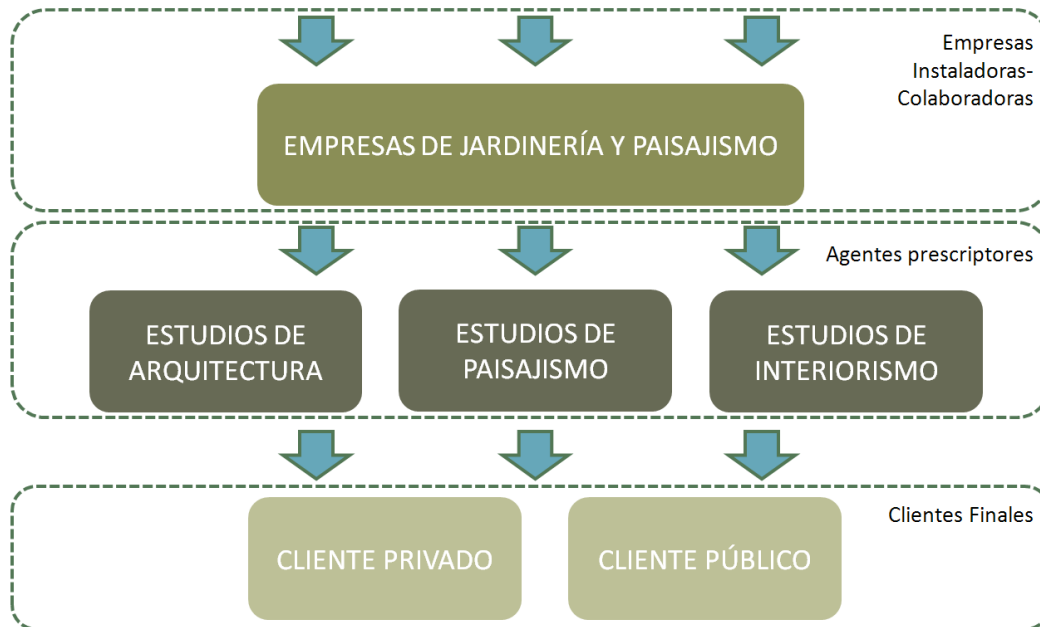 Empresas
Instaladoras-
Colaboradoras
EMPRESAS DE JARDINERÍA Y PAISAJISMO
Agentes prescriptores
ESTUDIOS DE
ARQUITECTURA
ESTUDIOS DE
PAISAJISMO
ESTUDIOS DE
INTERIORISMO
Clientes Finales
CLIENTE PRIVADO
CLIENTE PÚBLICO